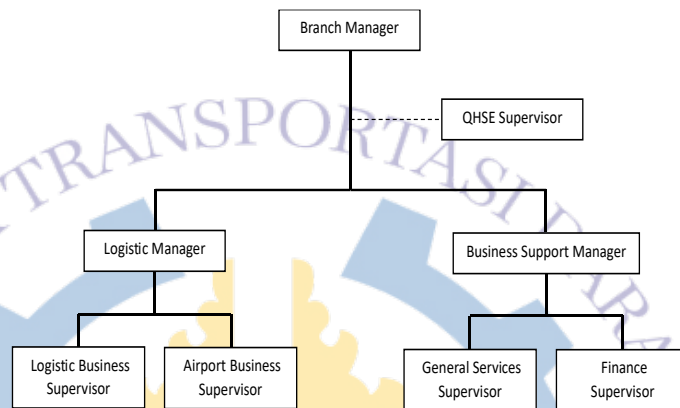 Branch Manager
QHSE Supervisor
TRANSPORTASI DARA
Logistic Manager
Business Support Manager
Logistic Business
Supervisor
Airport Business
Supervisor
General Services
Supervisor
Finance
Supervisor